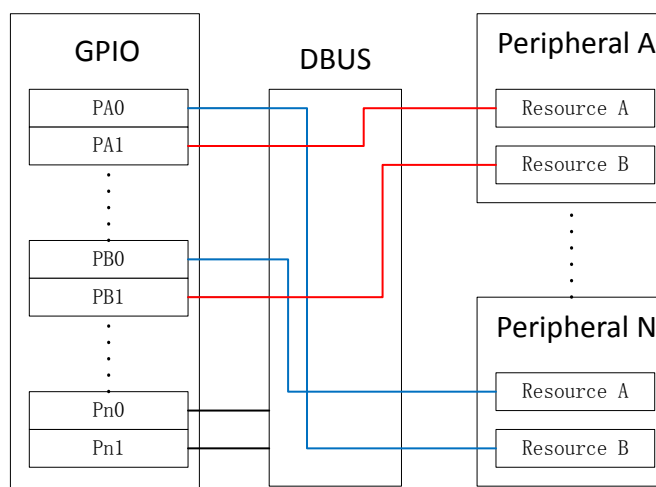 GPIO
PA0
PA1
PB0
PB1
Pn0
Pn1
DBUS
Peripheral A
Resource A
Resource B
Peripheral N
Resource A
Resource B